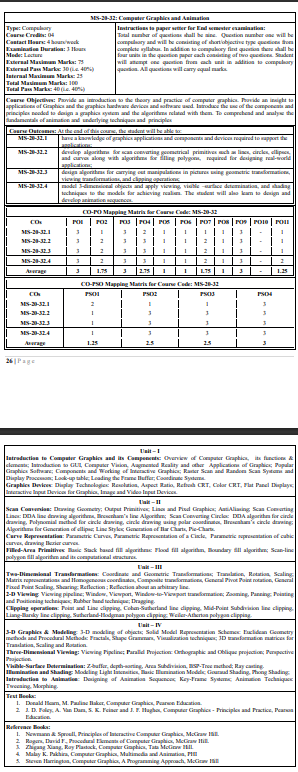 MS-20-32: Computer Graphics and Animation
Type: Compulsory
Course Credits: 04
Contact Hours: 4 hours/week
Examination Duration: 3 Hours
Mode: Lecture
External Maximum Marks: 75
External Pass Marks: 30 (i.e. 40%)
Internal Maximum Marks: 25
Total Maximum Marks: 100
Total Pass Marks: 40 (i.e. 40%)
Instructions to paper setter for End semester examination:
Total number of questions shall be nine. Question number one will be
compulsory and will be consisting of short/objective type questions from
complete syllabus. In addition to compulsory first question there shall be
four units in the question paper each consisting of two questions. Student
will attempt one question from each unit in addition to compulsory
question. All questions will carry equal marks.
Course Objectives: Provide an introduction to the theory and practice of computer graphics. Provide an insight to
applications of Graphics and the graphics hardware devices and software used. Introduce the use of the components and
principles needed to design a graphics system and the algorithms related with them. To comprehend and analyse the
fundamentals of animation and underlying techniques and principles
Course Outcomes: At the end of this course, the student will be able to:
MS-20-32.1 have a knowledge of graphics applications and components and devices required to support the
applications;
MS-20-32.2 develop algorithms for scan converting geometrical primitives such as lines, circles, ellipses,
and curves along with algorithms for filling polygons, required for designing real-world
applications;
MS-20-32.3 design algorithms for carrying out manipulations in pictures using geometric transformations,
viewing transformations, and clipping operations;
MS-20-32.4 model 3-dimensional objects and apply viewing, visible –surface determination, and shading
techniques to the models for achieving realism. The student will also learn to design and
develop animation sequences.
CO-PO Mapping Matrix for Course Code: MS-20-32
COs PO1 PO2 PO3 PO4 PO5 PO6 PO7 PO8 PO9 PO10 PO11
MS-20-32.1 3 1 3 2 1 1 1 1 3 - 1
MS-20-32.2 3 2 3 3 1 1 2 1 3 - 1
MS-20-32.3 3 2 3 3 1 1 2 1 3 - 1
MS-20-32.4 3 2 3 3 1 1 2 1 3 - 2
Average 3 1.75 3 2.75 1 1 1.75 1 3 - 1.25
CO-PSO Mapping Matrix for Course Code: MS-20-32
COs PSO1 PSO2 PSO3 PSO4
MS-20-32.1 2 1 1 3
MS-20-32.2 1 3 3 3
MS-20-32.3 1 3 3 3
MS-20-32.4 1 3 3 3
Average 1.25 2.5 2.5 3
26 | Page
Unit – I
Introduction to Computer Graphics and its Components: Overview of Computer Graphics, its functions &
elements; Introduction to GUI, Computer Vision, Augmented Reality and other Applications of Graphics; Popular
Graphics Software; Components and Working of Interactive Graphics; Raster Scan and Random Scan Systems and
Display Processors; Look-up table; Loading the Frame Buffer; Coordinate Systems.
Graphics Devices: Display Technologies: Resolution, Aspect Ratio, Refresh CRT, Color CRT, Flat Panel Displays;
Interactive Input Devices for Graphics, Image and Video Input Devices.
Unit – II
Scan Conversion: Drawing Geometry; Output Primitives; Lines and Pixel Graphics; AntiAliasing; Scan Converting
Lines: DDA line drawing algorithms, Bresenham's line Algorithm; Scan Converting Circles: DDA algorithm for circle
drawing, Polynomial method for circle drawing, circle drawing using polar coordinates, Bresenham's circle drawing;
Algorithms for Generation of ellipse; Line Styles; Generation of Bar Charts, Pie-Charts.
Curve Representation: Parametric Curves, Parametric Representation of a Circle, Parametric representation of cubic
curves, drawing Bezier curves.
Filled-Area Primitives: Basic Stack based fill algorithms: Flood fill algorithm, Boundary fill algorithm; Scan-line
polygon fill algorithm and its computational structures.
Unit – III
Two-Dimensional Transformations: Coordinate and Geometric Transformations; Translation, Rotation, Scaling;
Matrix representations and Homogeneous coordinates, Composite transformations, General Pivot Point rotation, General
Fixed Point Scaling, Shearing; Reflection ; Reflection about an arbitrary line.
2-D Viewing: Viewing pipeline; Window, Viewport, Window-to-Viewport transformation; Zooming, Panning; Pointing
and Positioning techniques; Rubber band technique; Dragging.
Clipping operations: Point and Line clipping, Cohen-Sutherland line clipping, Mid-Point Subdivision line clipping,
Liang-Barsky line clipping, Sutherland-Hodgman polygon clipping, Weiler-Atherton polygon clipping.
Unit – IV
3-D Graphics & Modeling: 3-D modeling of objects; Solid Model Representation Schemes: Euclidean Geometry
methods and Procedural Methods: Fractals, Shape Grammars, Visualization techniques; 3D transformation matrices for
Translation, Scaling and Rotation.
Three-Dimensional Viewing: Viewing Pipeline; Parallel Projection: Orthographic and Oblique projection; Perspective
Projection.
Visible-Surface Determination: Z-buffer, depth-sorting, Area Subdivision, BSP-Tree method; Ray casting.
Illumination and Shading: Modeling Light Intensities, Basic Illumination Models; Gouraud Shading, Phong Shading;
Introduction to Animation: Designing of Animation Sequences; Key-Frame Systems; Animation Techniques:
Tweening, Morphing.
Text Books:
1. Donald Hearn, M. Pauline Baker, Computer Graphics, Pearson Education.
2. J. D. Foley, A. Van Dam, S. K. Feiner and J. F. Hughes, Computer Graphics - Principles and Practice, Pearson
Education.
Reference Books:
1. Newmann & Sproull, Principles of Interactive Computer Graphics, McGraw Hill.
2. Rogers, David F., Procedural Elements of Computer Graphics, McGraw Hill.
3. Zhigang Xiang, Roy Plastock, Computer Graphics, Tata McGraw Hill.
4. Malay K. Pakhira, Computer Graphics, Multimedia and Animation, PHI
5. Steven Harrington, Computer Graphics, A Programming Approach, McGraw Hill.